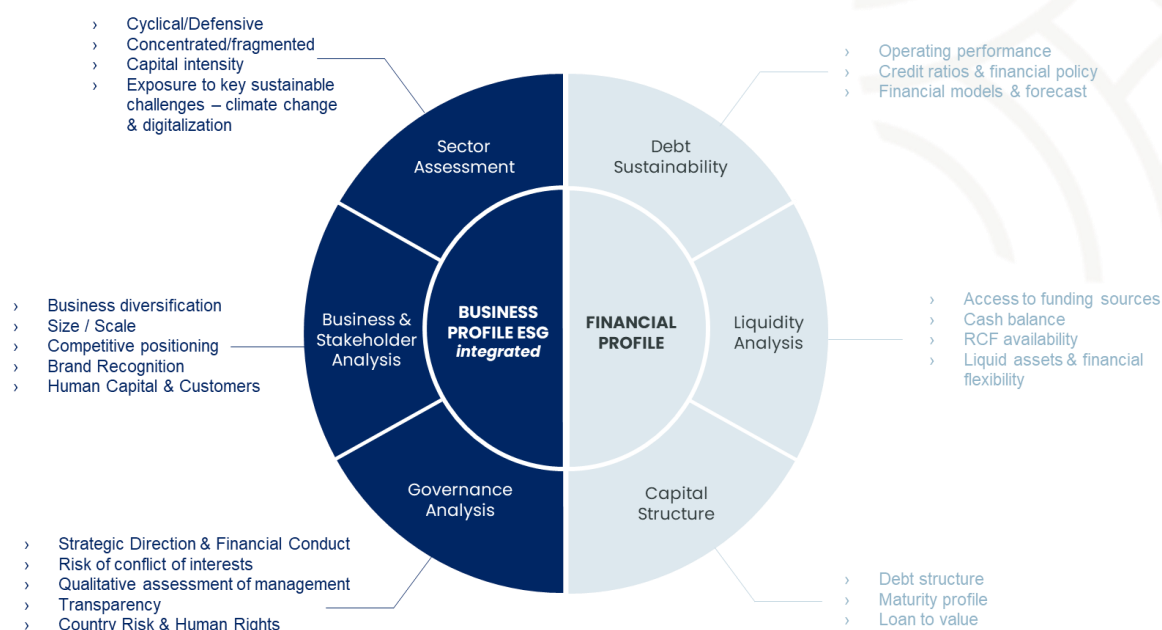 › Cyclical/Defensive
› Concentrated/fragmented
› Capital intensity
› Exposure to key sustainable
challenges – climate change
& digitalization
› Operating performance
› Credit ratios & financial policy
› Financial models & forecast
Sector
Assessment
Debt
Sustainability
› Business diversification
› Size / Scale
› Competitive positioning
› Brand Recognition
› Human Capital & Customers
Business &
Stakeholder
Analysis
BUSINESS
PROFILE ESG
integrated
FINANCIAL
PROFILE
Liquidity
Analysis
› Access to funding sources
› Cash balance
› RCF availability
› Liquid assets & financial
flexibility
Governance
Analysis
Capital
Structure
› Strategic Direction & Financial Conduct
› Risk of conflict of interests
› Qualitative assessment of management
› Transparency
› Country Risk & Human Rights
› Debt structure
› Maturity profile
› Loan to value